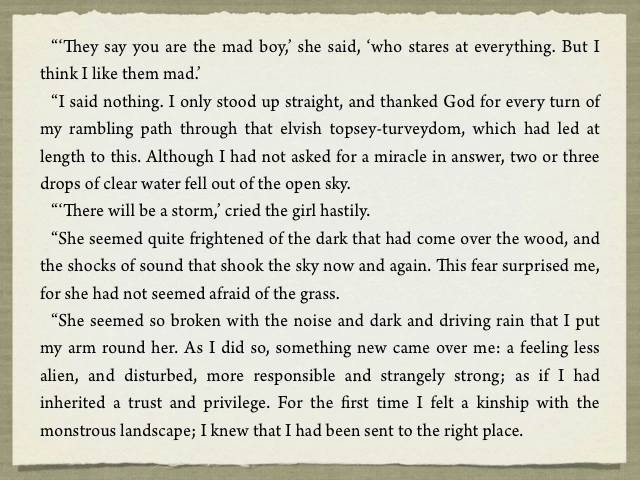 “‘They say you are the mad boy,’ she said, ‘who stares at everything. But I
think I like them mad.’
“I said nothing. I only stood up straight, and thanked God for every turn of
my rambling path through that elvish topsey-turveydom, which had led at
length to this. Although I had not asked for a miracle in answer, two or three
drops of clear water fell out of the open sky.
“‘There will be a storm,’ cried the girl hastily.
“She seemed quite frightened of the dark that had come over the wood, and
the shocks of sound that shook the sky now and again. This fear surprised me,
for she had not seemed afraid of the grass.
“She seemed so broken with the noise and dark and driving rain that I put
my arm round her. As I did so, something new came over me: a feeling less
alien, and disturbed, more responsible and strangely strong; as if I had
inherited a trust and privilege. For the first time I felt a kinship with the
monstrous landscape; I knew that I had been sent to the right place.